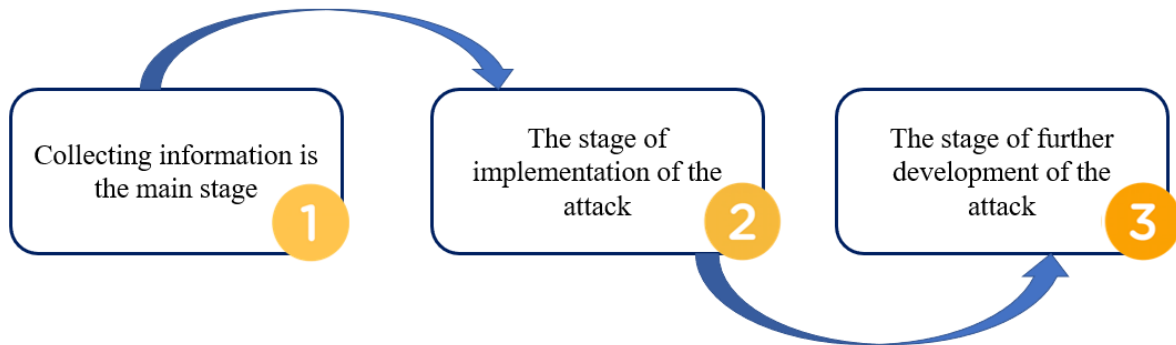 Collecting information is
the main stage
1
The stage of
implementation of the
attack
2
The stage of further
development of the
attack
3